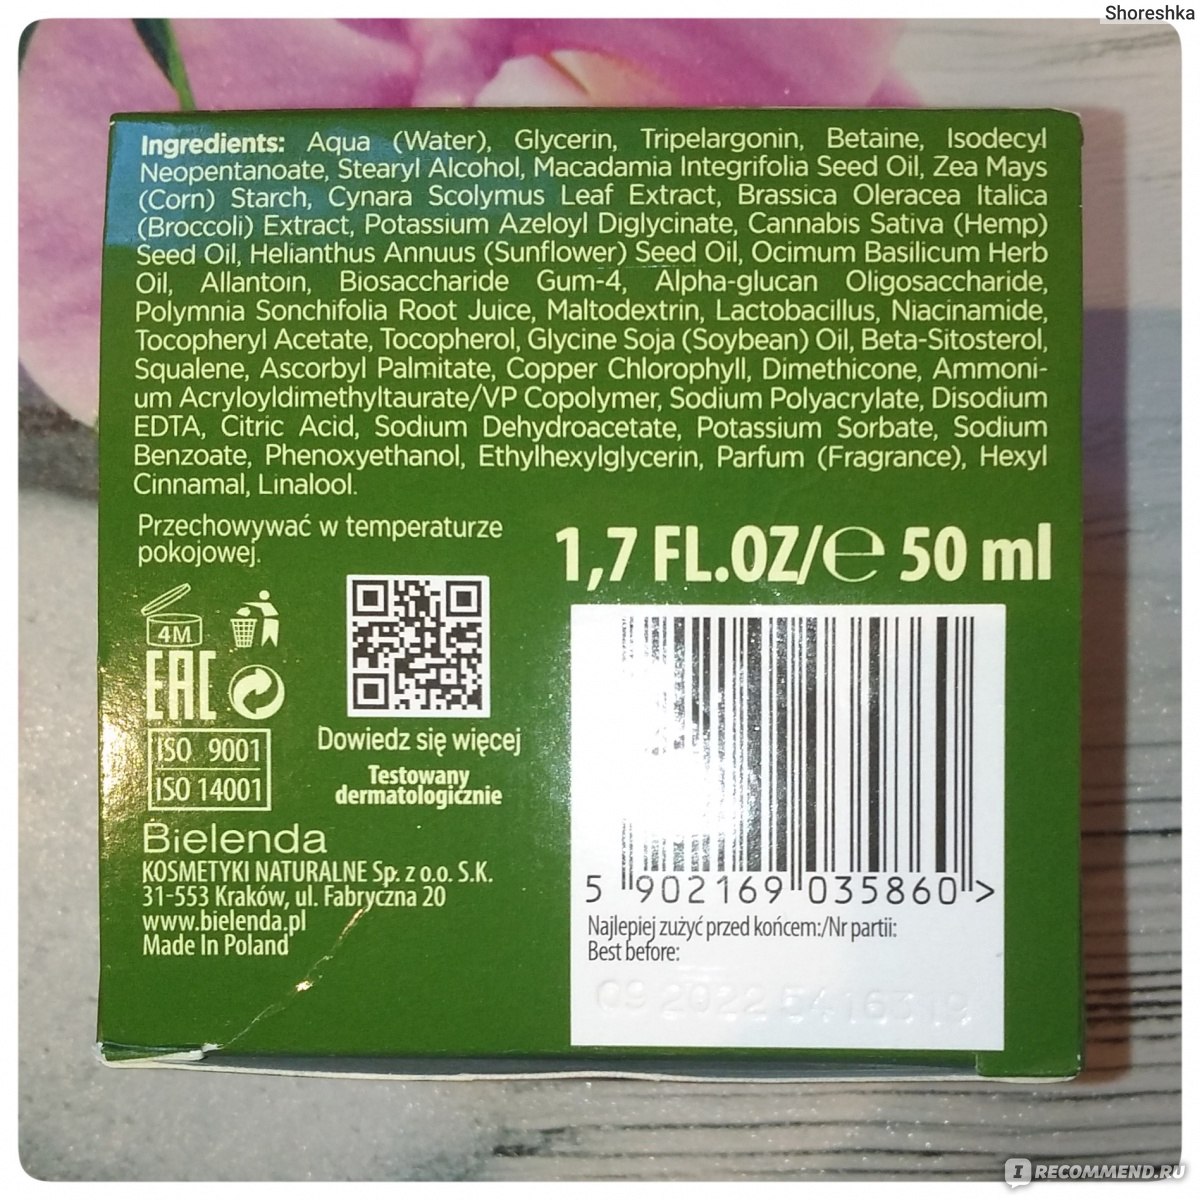 Shoreshka
Ingredients: Aqua (Water), Glycerin, Tripelargonin, Betaine, Isodecyl
Neopentanoate, Stearyl Alcohol, Macadamia Integrifolia Seed Oil, Zea Mays
(Corn) Starch, Cynara Scolymus Leaf Extract, Brassica Oleracea Italica
(Broccoli) Extract, Potassium Azeloyl Diglycinate, Cannabis Sativa (Hemp)
Seed Oil, Helianthus Annuus (Sunflower) Seed Oil, Ocimum Basilicum Herb
Oil, Allantoin, Biosaccharide Gum-4, Alpha-glucan Oligosaccharide,
Polymnia Sonchifolia Root Juice, Maltodextrin, Lactobacillus, Niacinamide,
Tocopheryl Acetate, Tocopherol, Glycine Soja (Soybean) Oil, Beta-Sitosterol,
Squalene, Ascorbyl Palmitate, Copper Chlorophyll, Dimethicone, Ammoni-
um Acryloyldimethyltaurate/VP Copolymer, Sodium Polyacrylate, Disodium
EDTA, Citric Acid, Sodium Dehydroacetate, Potassium Sorbate, Sodium
Benzoate, Phenoxyethanol, Ethylhexylglycerin, Parfum (Fragrance), Hexyl
Cinnamal, Linalool.
Przechowywać w temperaturze
pokojowej.
1,7 FL.OZ/℮ 50 ml
4M
EAC
ISO 9001
ISO 14001
Dowiedz się więcej
Testowany
dermatologicznie
Bielenda
KOSMETYKI NATURALNE Sp. z o.o. S.K.
31-553 Kraków, ul. Fabryczna 20
www.bielenda.pl
Made In Poland
5 902169 035860 >
Najlepiej zużyć przed końcem:/Nr partii:
Best before:
09 2022 54163
IRECOMMEND.RU